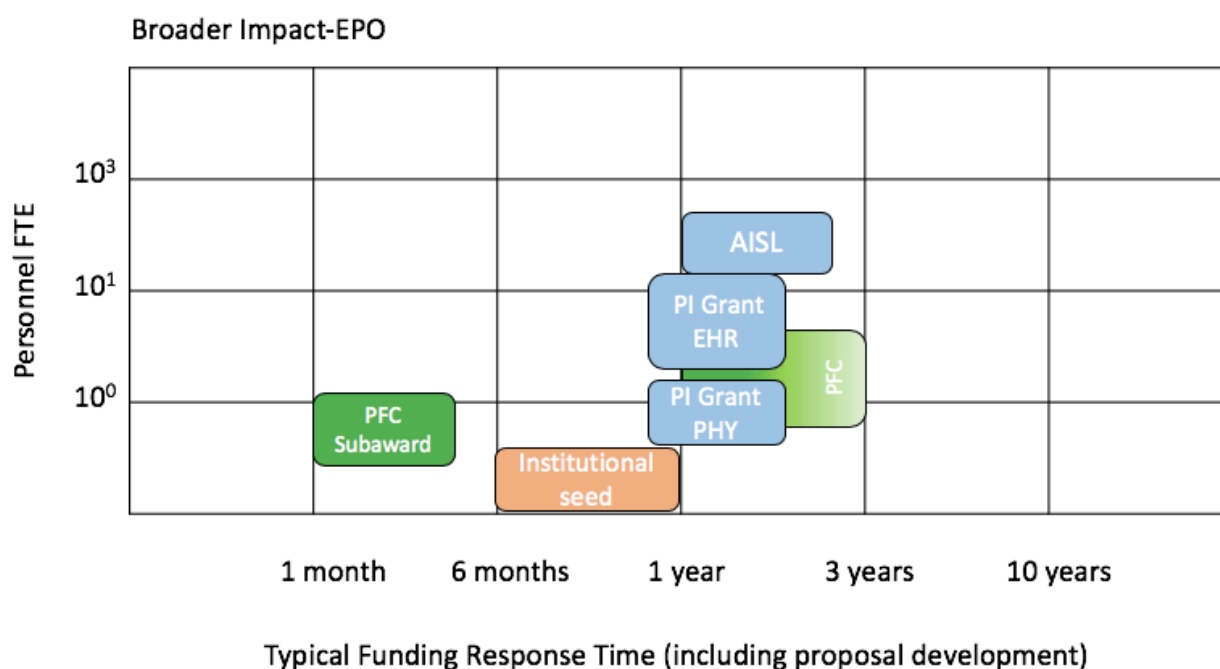 Broader Impact-EPO
Personnel FTE
10³
10¹
10⁰
AISL
PI Grant
EHR
PFC
PI Grant
PHY
PFC
Subaward
Institutional
seed
1 month
6 months
1 year
3 years
10 years
Typical Funding Response Time (including proposal development)